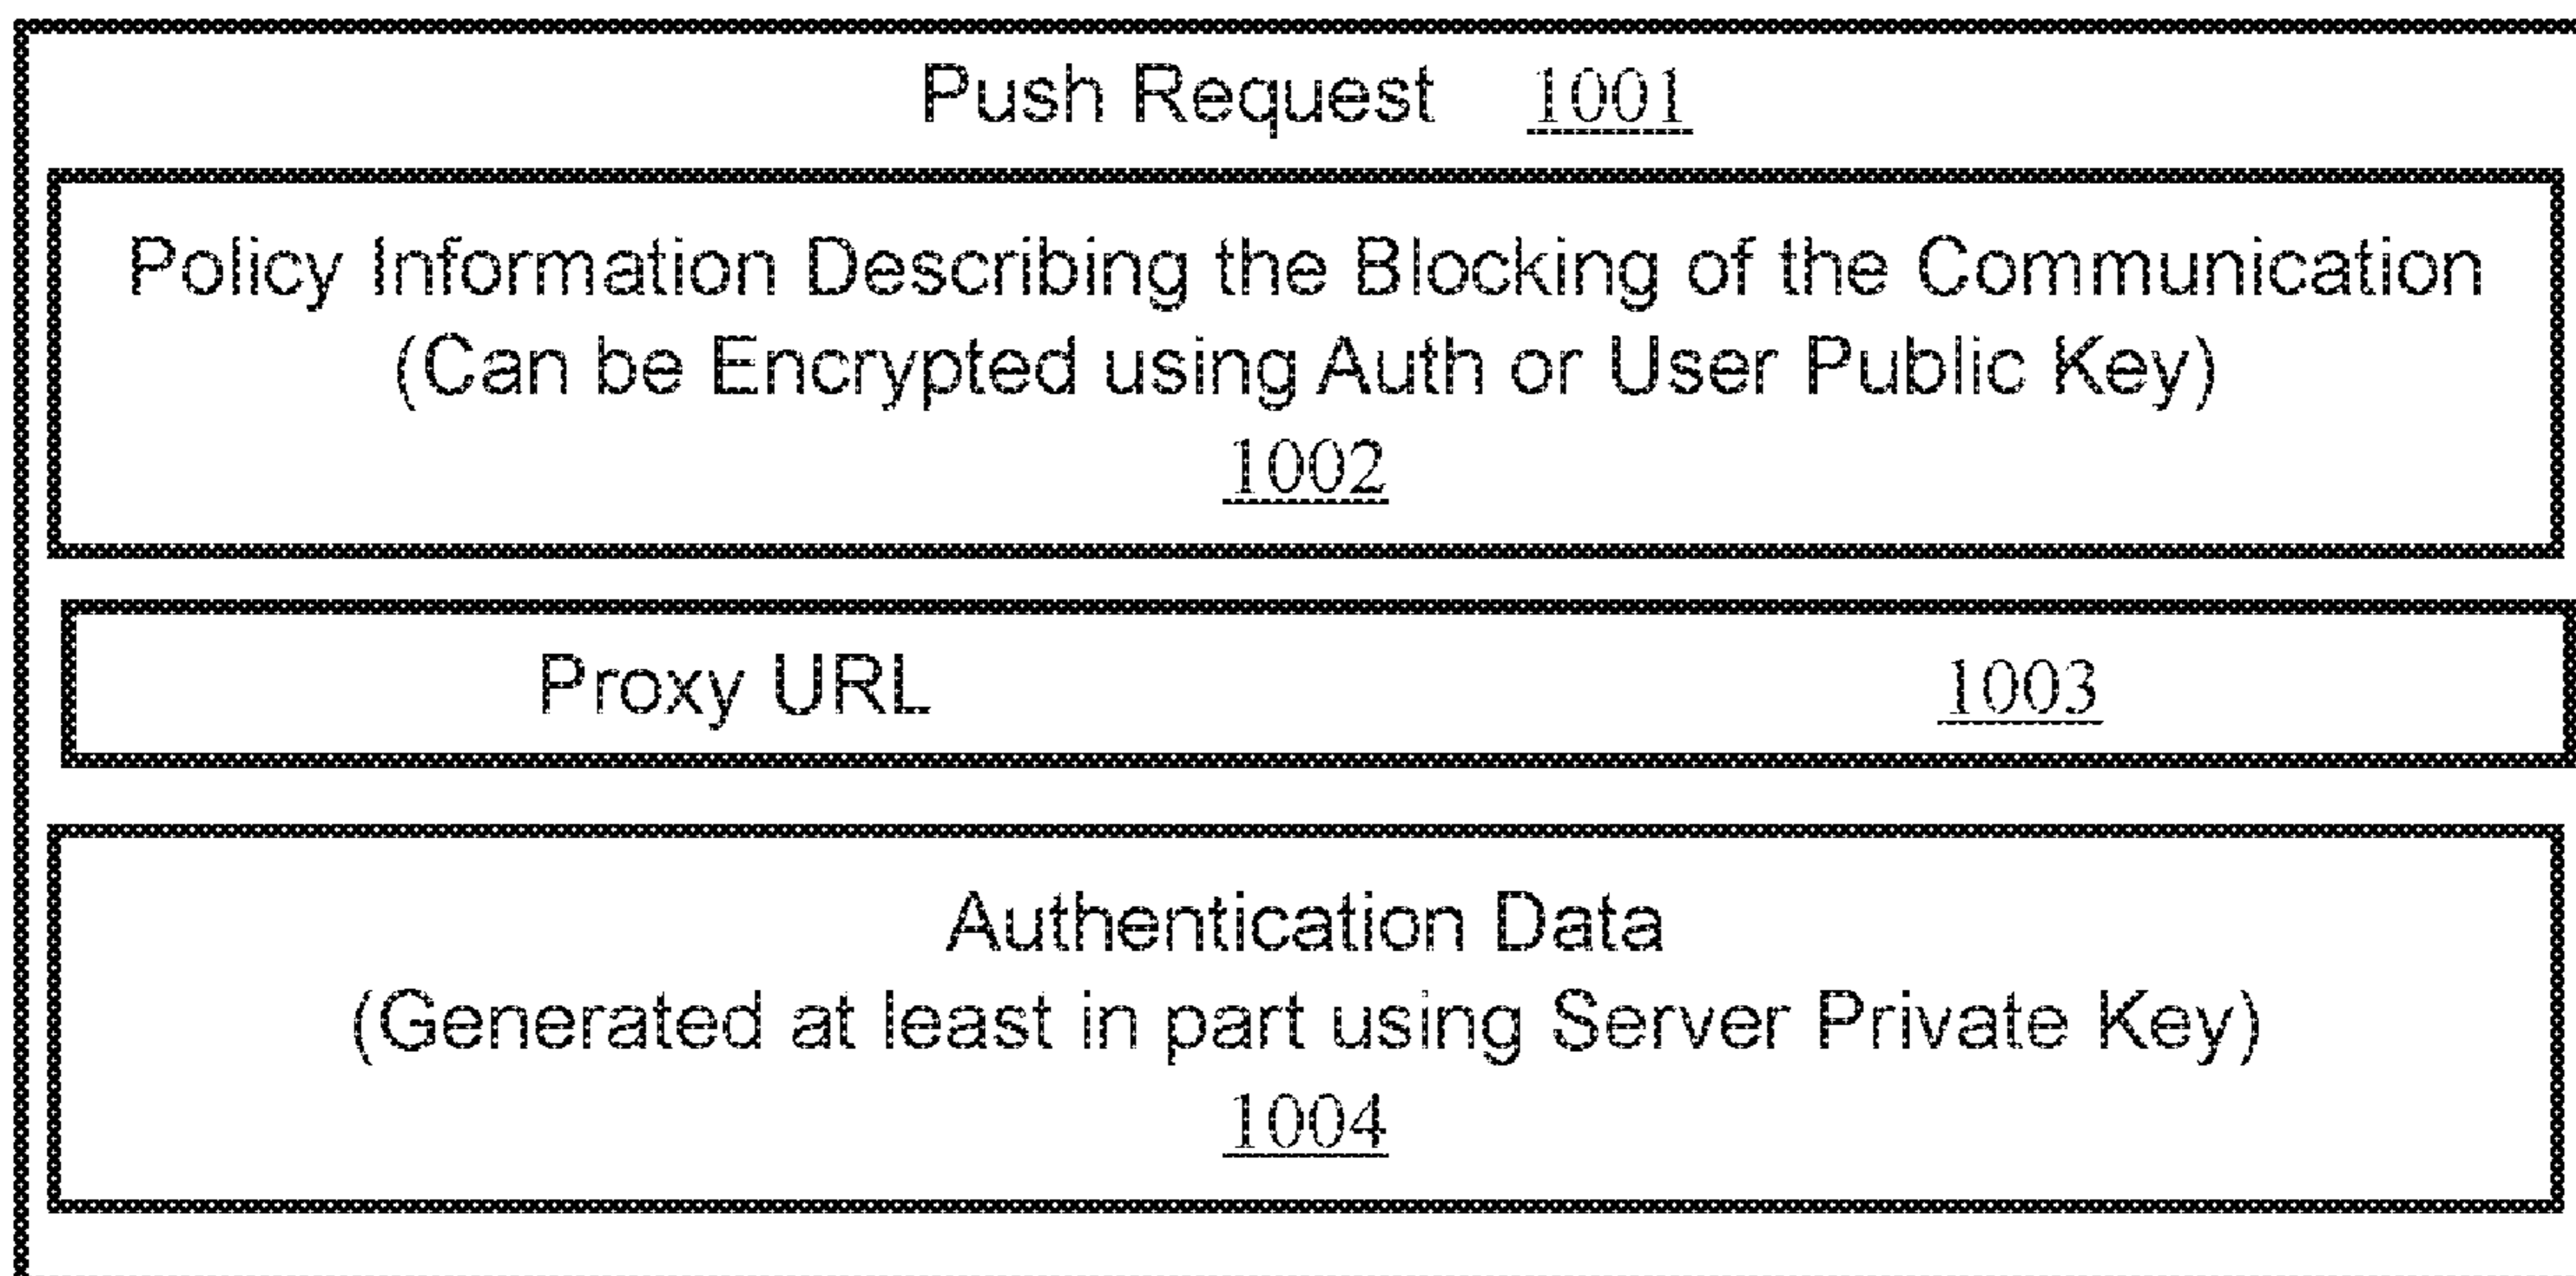 Push Request 1001
Policy Information Describing the Blocking of the Communication
(Can be Encrypted using Auth or User Public Key)
1002
Proxy URL 1003
Authentication Data
(Generated at least in part using Server Private Key)
1004